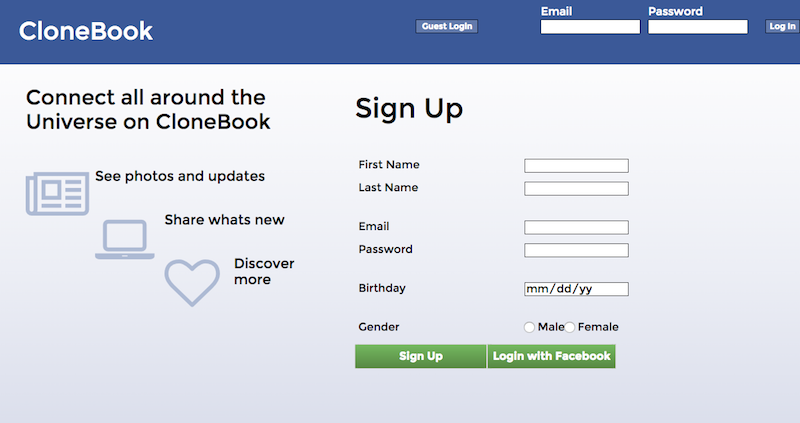 CloneBook
Guest Login
Email
Password
Log In
Connect all around the
Universe on CloneBook
See photos and updates
Share whats new
Discover
more
Sign Up
First Name
Last Name
Email
Password
Birthday
mm/dd/yy
Gender
Male Female
Sign Up
Login with Facebook